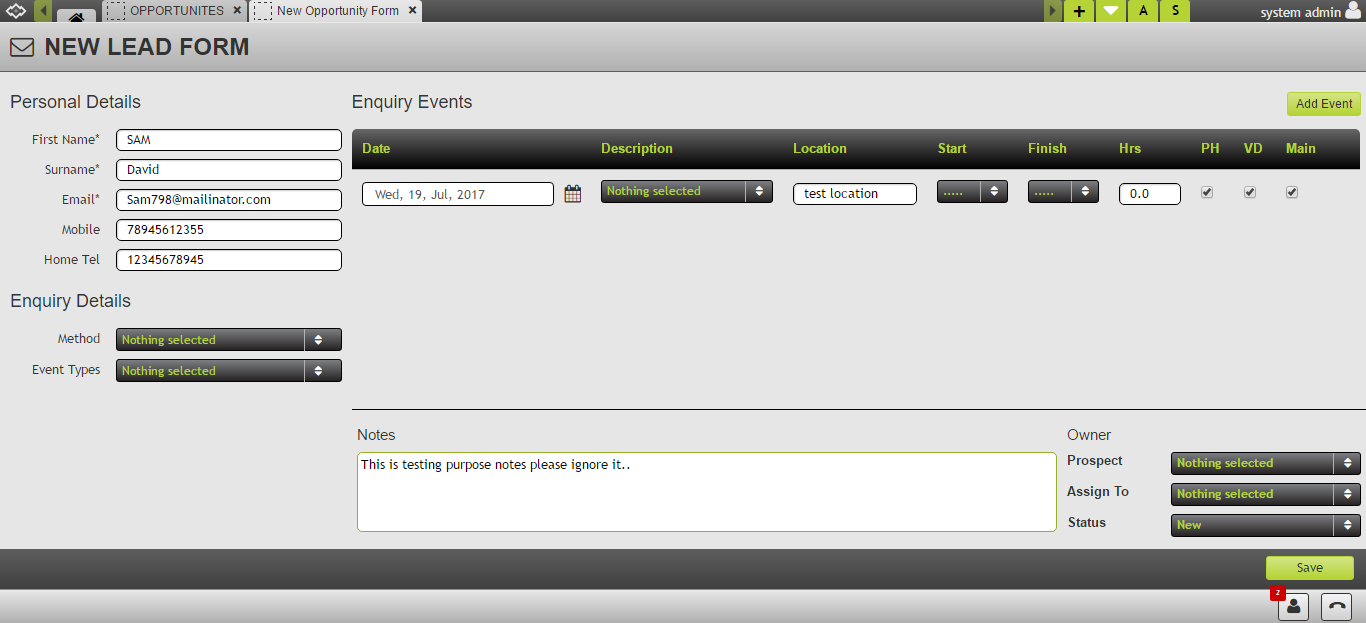 OPPORTUNITES × New Opportunity Form × + A S system admin
NEW LEAD FORM
Personal Details
First Name* SAM
Surname* David
Email* Sam798@mailinator.com
Mobile 78945612355
Home Tel 12345678945
Enquiry Details
Method Nothing selected
Event Types Nothing selected
Enquiry Events Add Event
Date Description Location Start Finish Hrs PH VD Main
Wed, 19, Jul, 2017 Nothing selected test location ..... ..... 0.0
Notes
This is testing purpose notes please ignore it..
Owner
Prospect Nothing selected
Assign To Nothing selected
Status New
Save
2